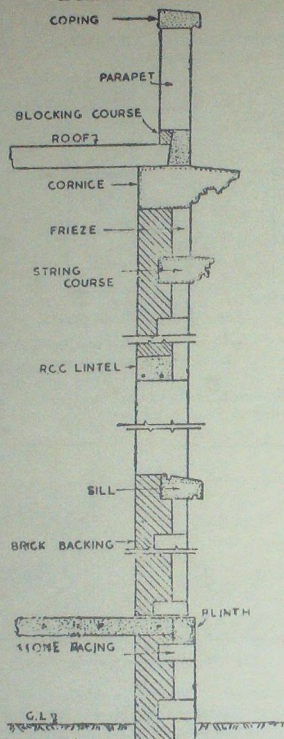 COPING
PARAPET
BLOCKING COURSE
ROOF
CORNICE
FRIEZE
STRING
COURSE
RCC LINTEL
SILL
BRICK BACKING
PLINTH
STONE FACING
G.L